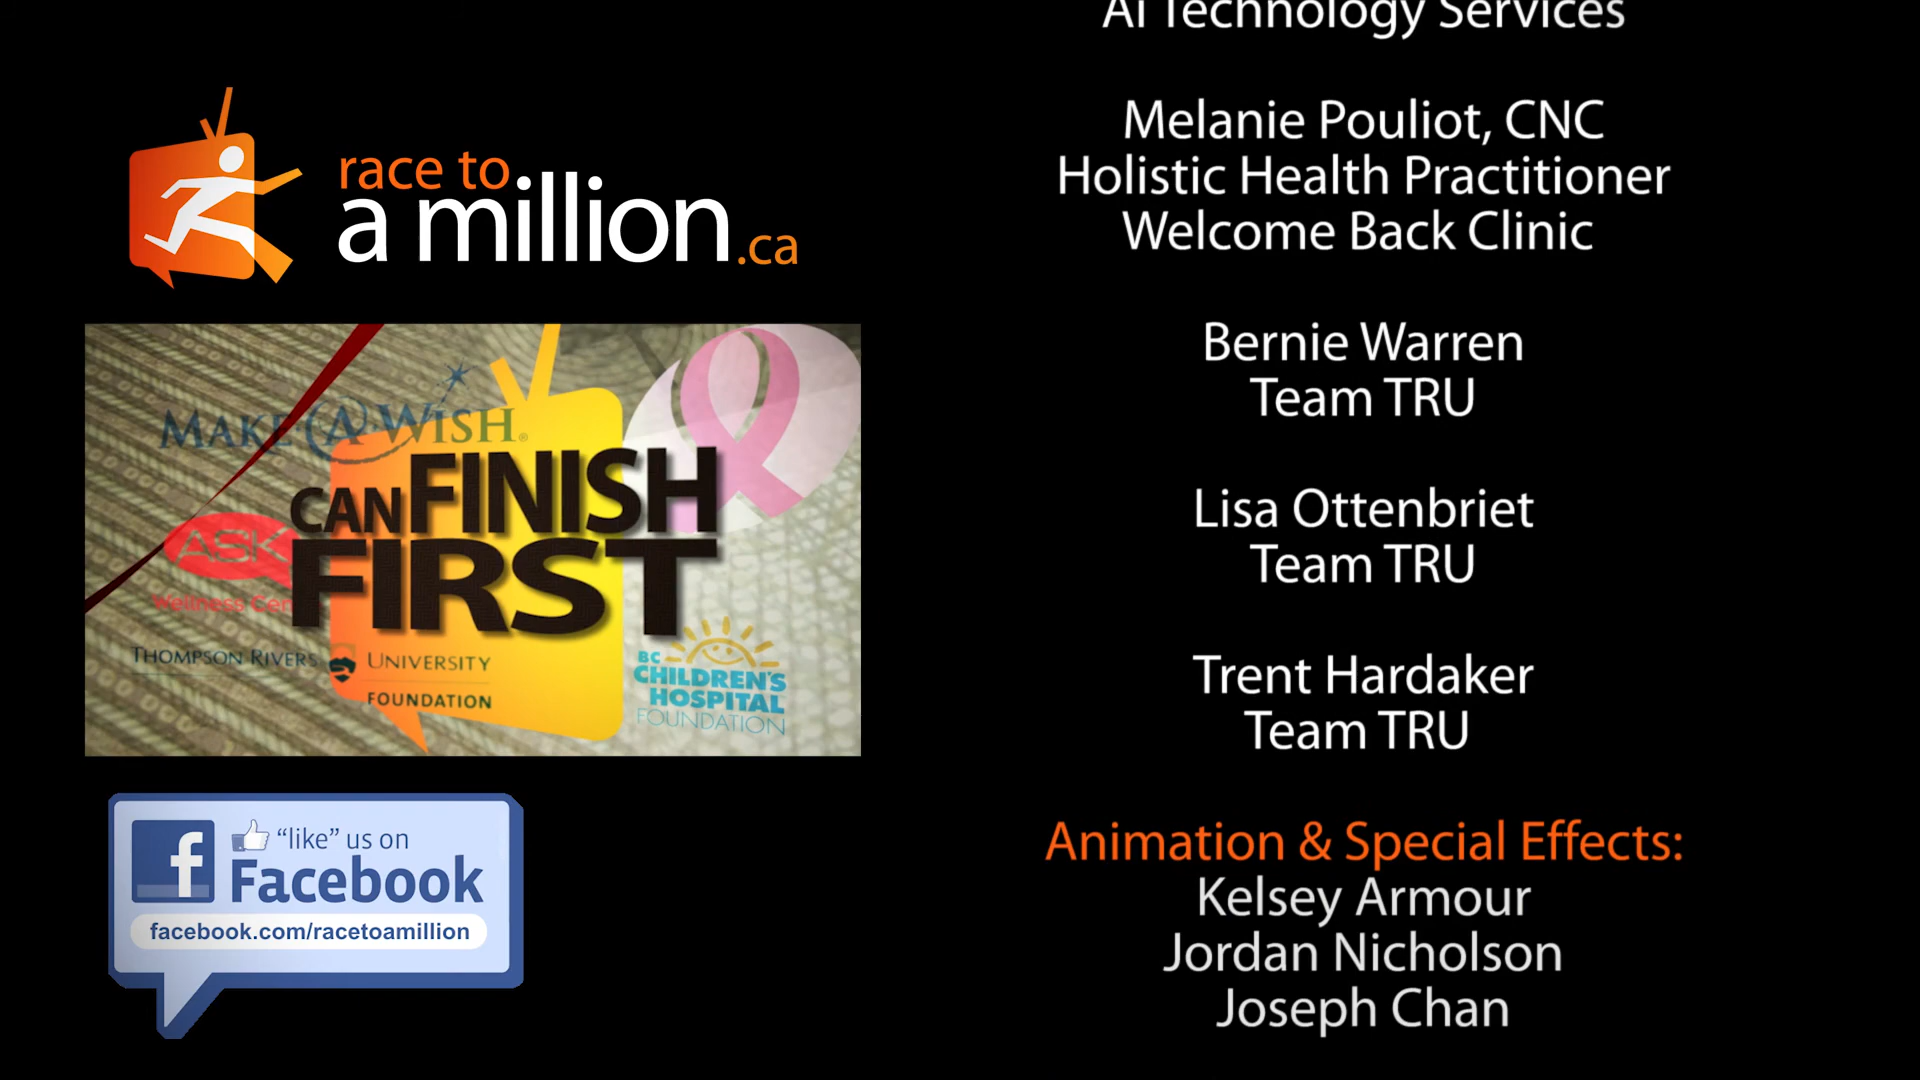 race to
a million.ca
MAKE-A-WISH®
CAN FINISH
FIRST
ASK
Wellness Cen
THOMPSON RIVERS UNIVERSITY
FOUNDATION
BC
CHILDREN'S
HOSPITAL
FOUNDATION
f
"like" us on
Facebook
facebook.com/racetoamillion
Ai Technology Services
Melanie Pouliot, CNC
Holistic Health Practitioner
Welcome Back Clinic
Bernie Warren
Team TRU
Lisa Ottenbriet
Team TRU
Trent Hardaker
Team TRU
Animation & Special Effects:
Kelsey Armour
Jordan Nicholson
Joseph Chan